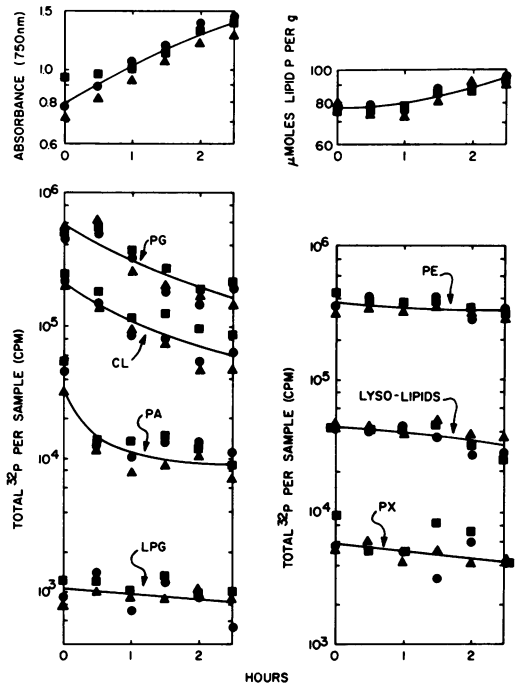 ABSORBANCE (750nm)
1.5
1.0
0.8
0.6
0 1 2
μMOLES LIPID P PER g
100
80
60
0 1 2
TOTAL ³²P PER SAMPLE (CPM)
10⁶
10⁵
10⁴
10³
PG
CL
PA
LPG
0 1 2
TOTAL ³²P PER SAMPLE (CPM)
10⁶
10⁵
10⁴
10³
PE
LYSO-LIPIDS
PX
0 1 2
HOURS